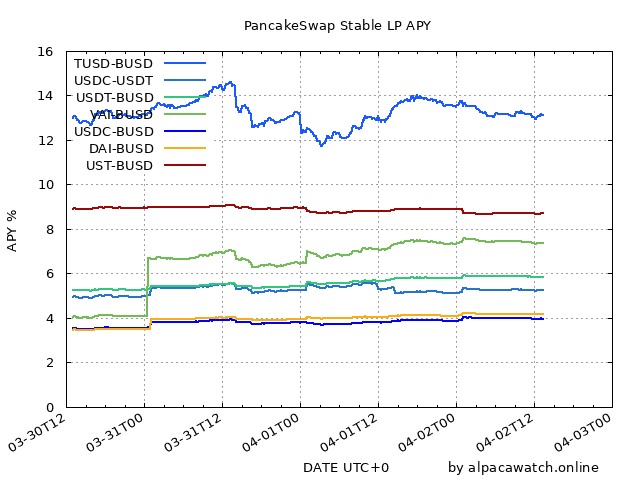 PancakeSwap Stable LP APY
16
14
12
10
8
6
4
2
0
APY %
TUSD-BUSD
USDC-USDT
USDT-BUSD
VAI-BUSD
USDC-BUSD
DAI-BUSD
UST-BUSD
03-30T12
03-31T00
03-31T12
04-01T00
04-01T12
04-02T00
04-02T12
04-03T00
DATE UTC+0
by alpacawatch.online